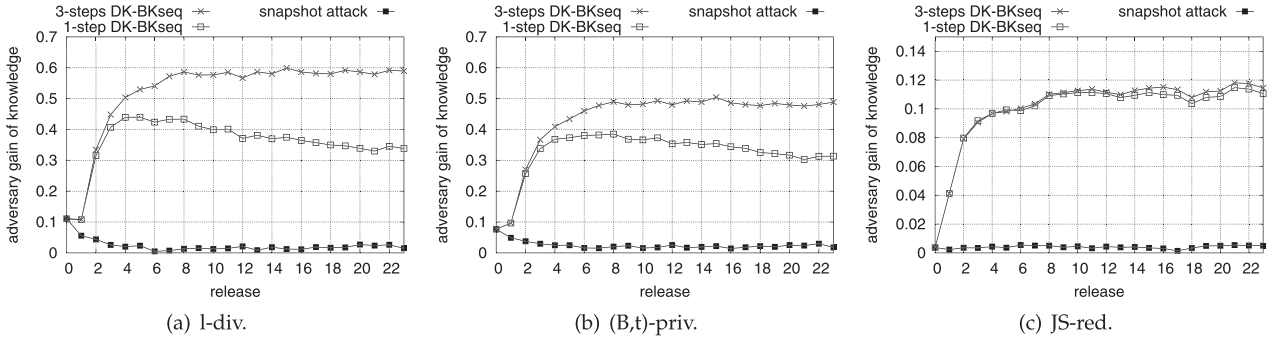 3-steps DK-BKseq
1-step DK-BKseq
snapshot attack
0.7
0.6
0.5
0.4
0.3
0.2
0.1
0
adversary gain of knowledge
0 2 4 6 8 10 12 14 16 18 20 22
release
(a) l-div.
3-steps DK-BKseq
1-step DK-BKseq
snapshot attack
0.7
0.6
0.5
0.4
0.3
0.2
0.1
0
adversary gain of knowledge
0 2 4 6 8 10 12 14 16 18 20 22
release
(b) (B,t)-priv.
3-steps DK-BKseq
1-step DK-BKseq
snapshot attack
0.14
0.12
0.1
0.08
0.06
0.04
0.02
0
adversary gain of knowledge
0 2 4 6 8 10 12 14 16 18 20 22
release
(c) JS-red.